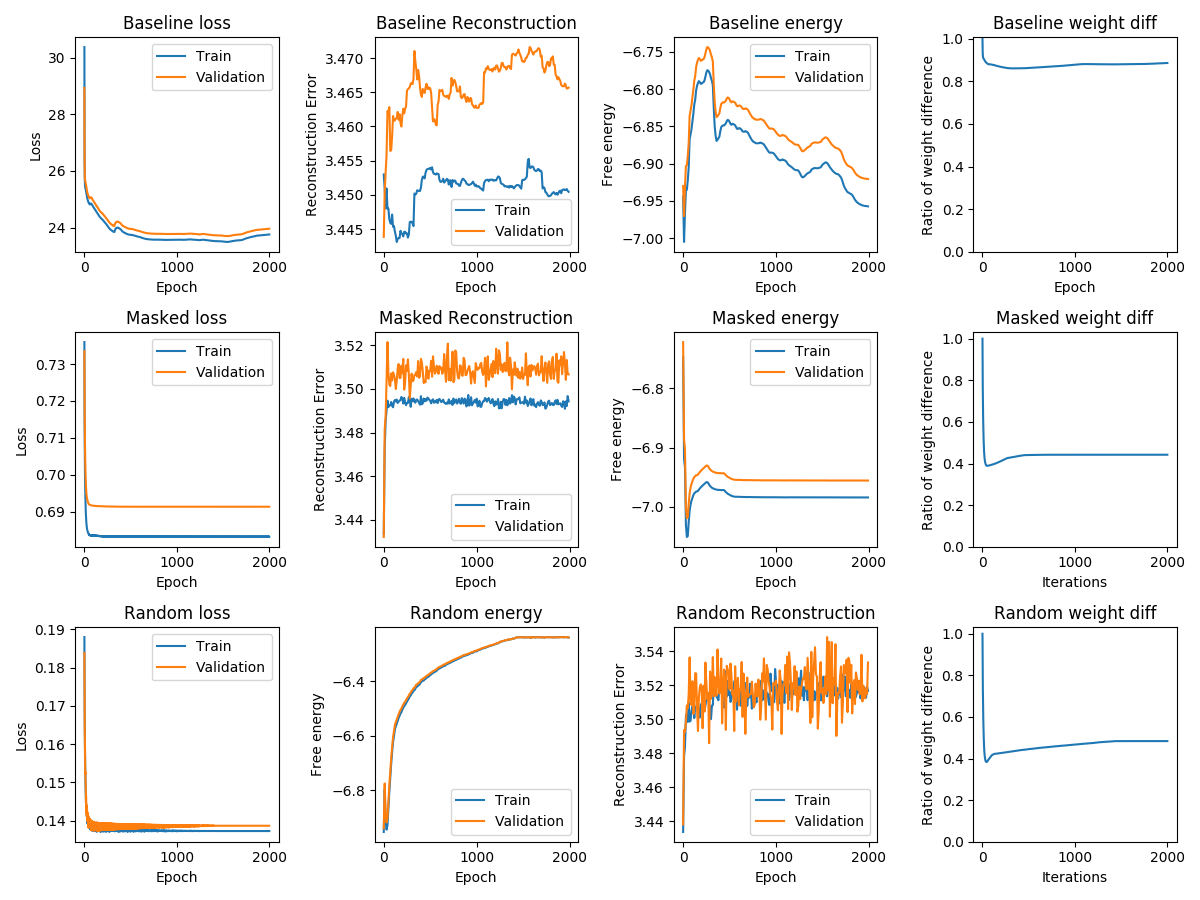 Baseline loss
30
28
26
24
Loss
Train
Validation
0 1000 2000
Epoch
Baseline Reconstruction
3.470
3.465
3.460
3.455
3.450
3.445
Reconstruction Error
Train
Validation
0 1000 2000
Epoch
Baseline energy
−6.75
−6.80
−6.85
−6.90
−6.95
−7.00
Free energy
Train
Validation
0 1000 2000
Epoch
Baseline weight diff
1.0
0.8
0.6
0.4
0.2
0.0
Ratio of weight difference
0 1000 2000
Epoch
Masked loss
0.73
0.72
0.71
0.70
0.69
Loss
Train
Validation
0 1000 2000
Epoch
Masked Reconstruction
3.52
3.50
3.48
3.46
3.44
Reconstruction Error
Train
Validation
0 1000 2000
Epoch
Masked energy
−6.8
−6.9
−7.0
Free energy
Train
Validation
0 1000 2000
Epoch
Masked weight diff
1.0
0.8
0.6
0.4
0.2
0.0
Ratio of weight difference
0 1000 2000
Iterations
Random loss
0.19
0.18
0.17
0.16
0.15
0.14
Loss
Train
Validation
0 1000 2000
Epoch
Random energy
−6.4
−6.6
−6.8
Free energy
Train
Validation
0 1000 2000
Epoch
Random Reconstruction
3.54
3.52
3.50
3.48
3.46
3.44
Reconstruction Error
Train
Validation
0 1000 2000
Epoch
Random weight diff
1.0
0.8
0.6
0.4
0.2
0.0
Ratio of weight difference
0 1000 2000
Iterations